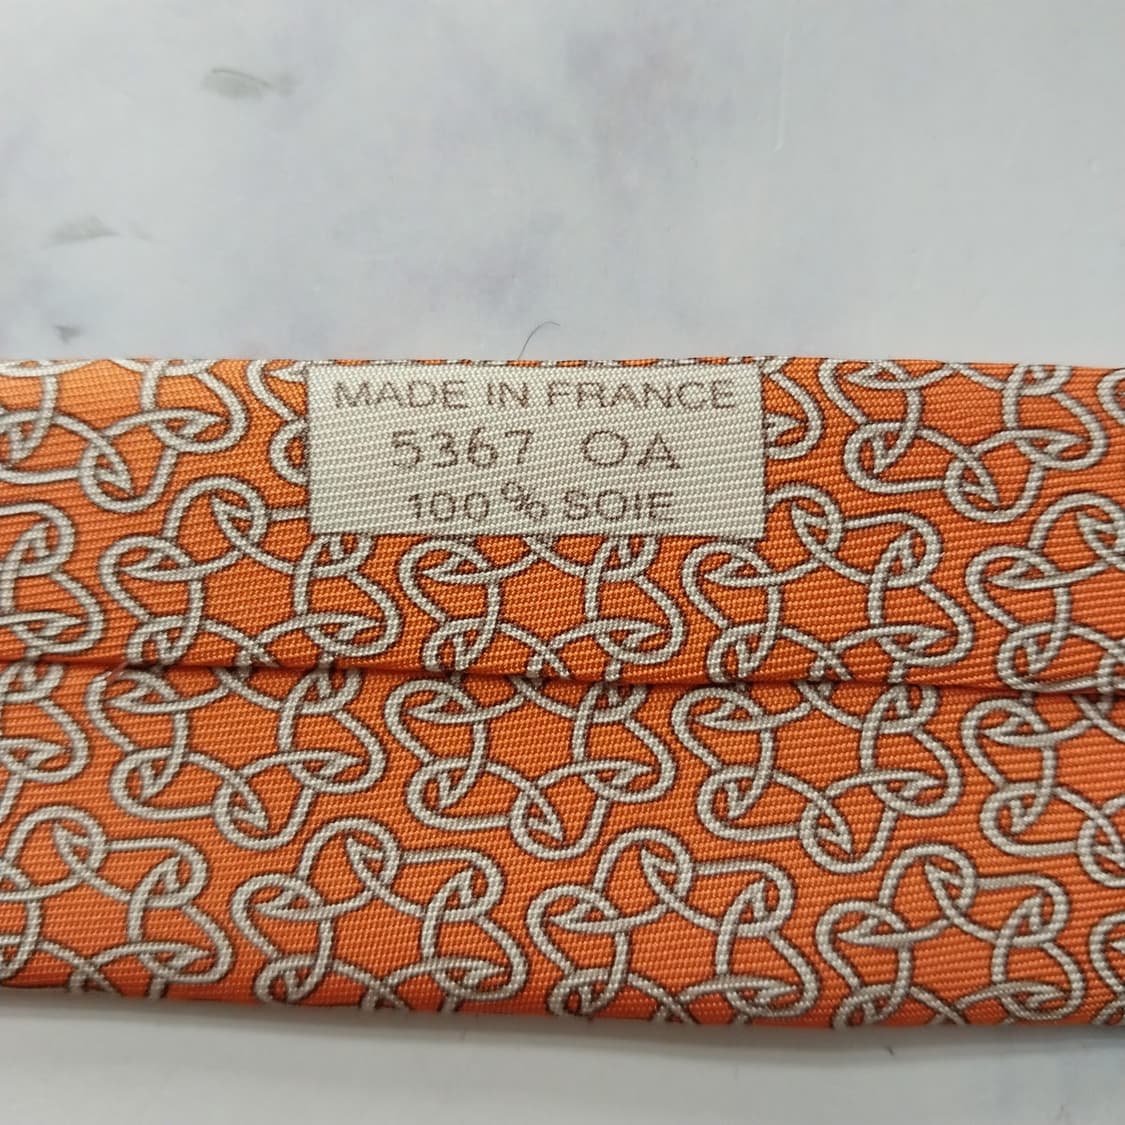 MADE IN FRANCE
5367 OA
100% SOIE